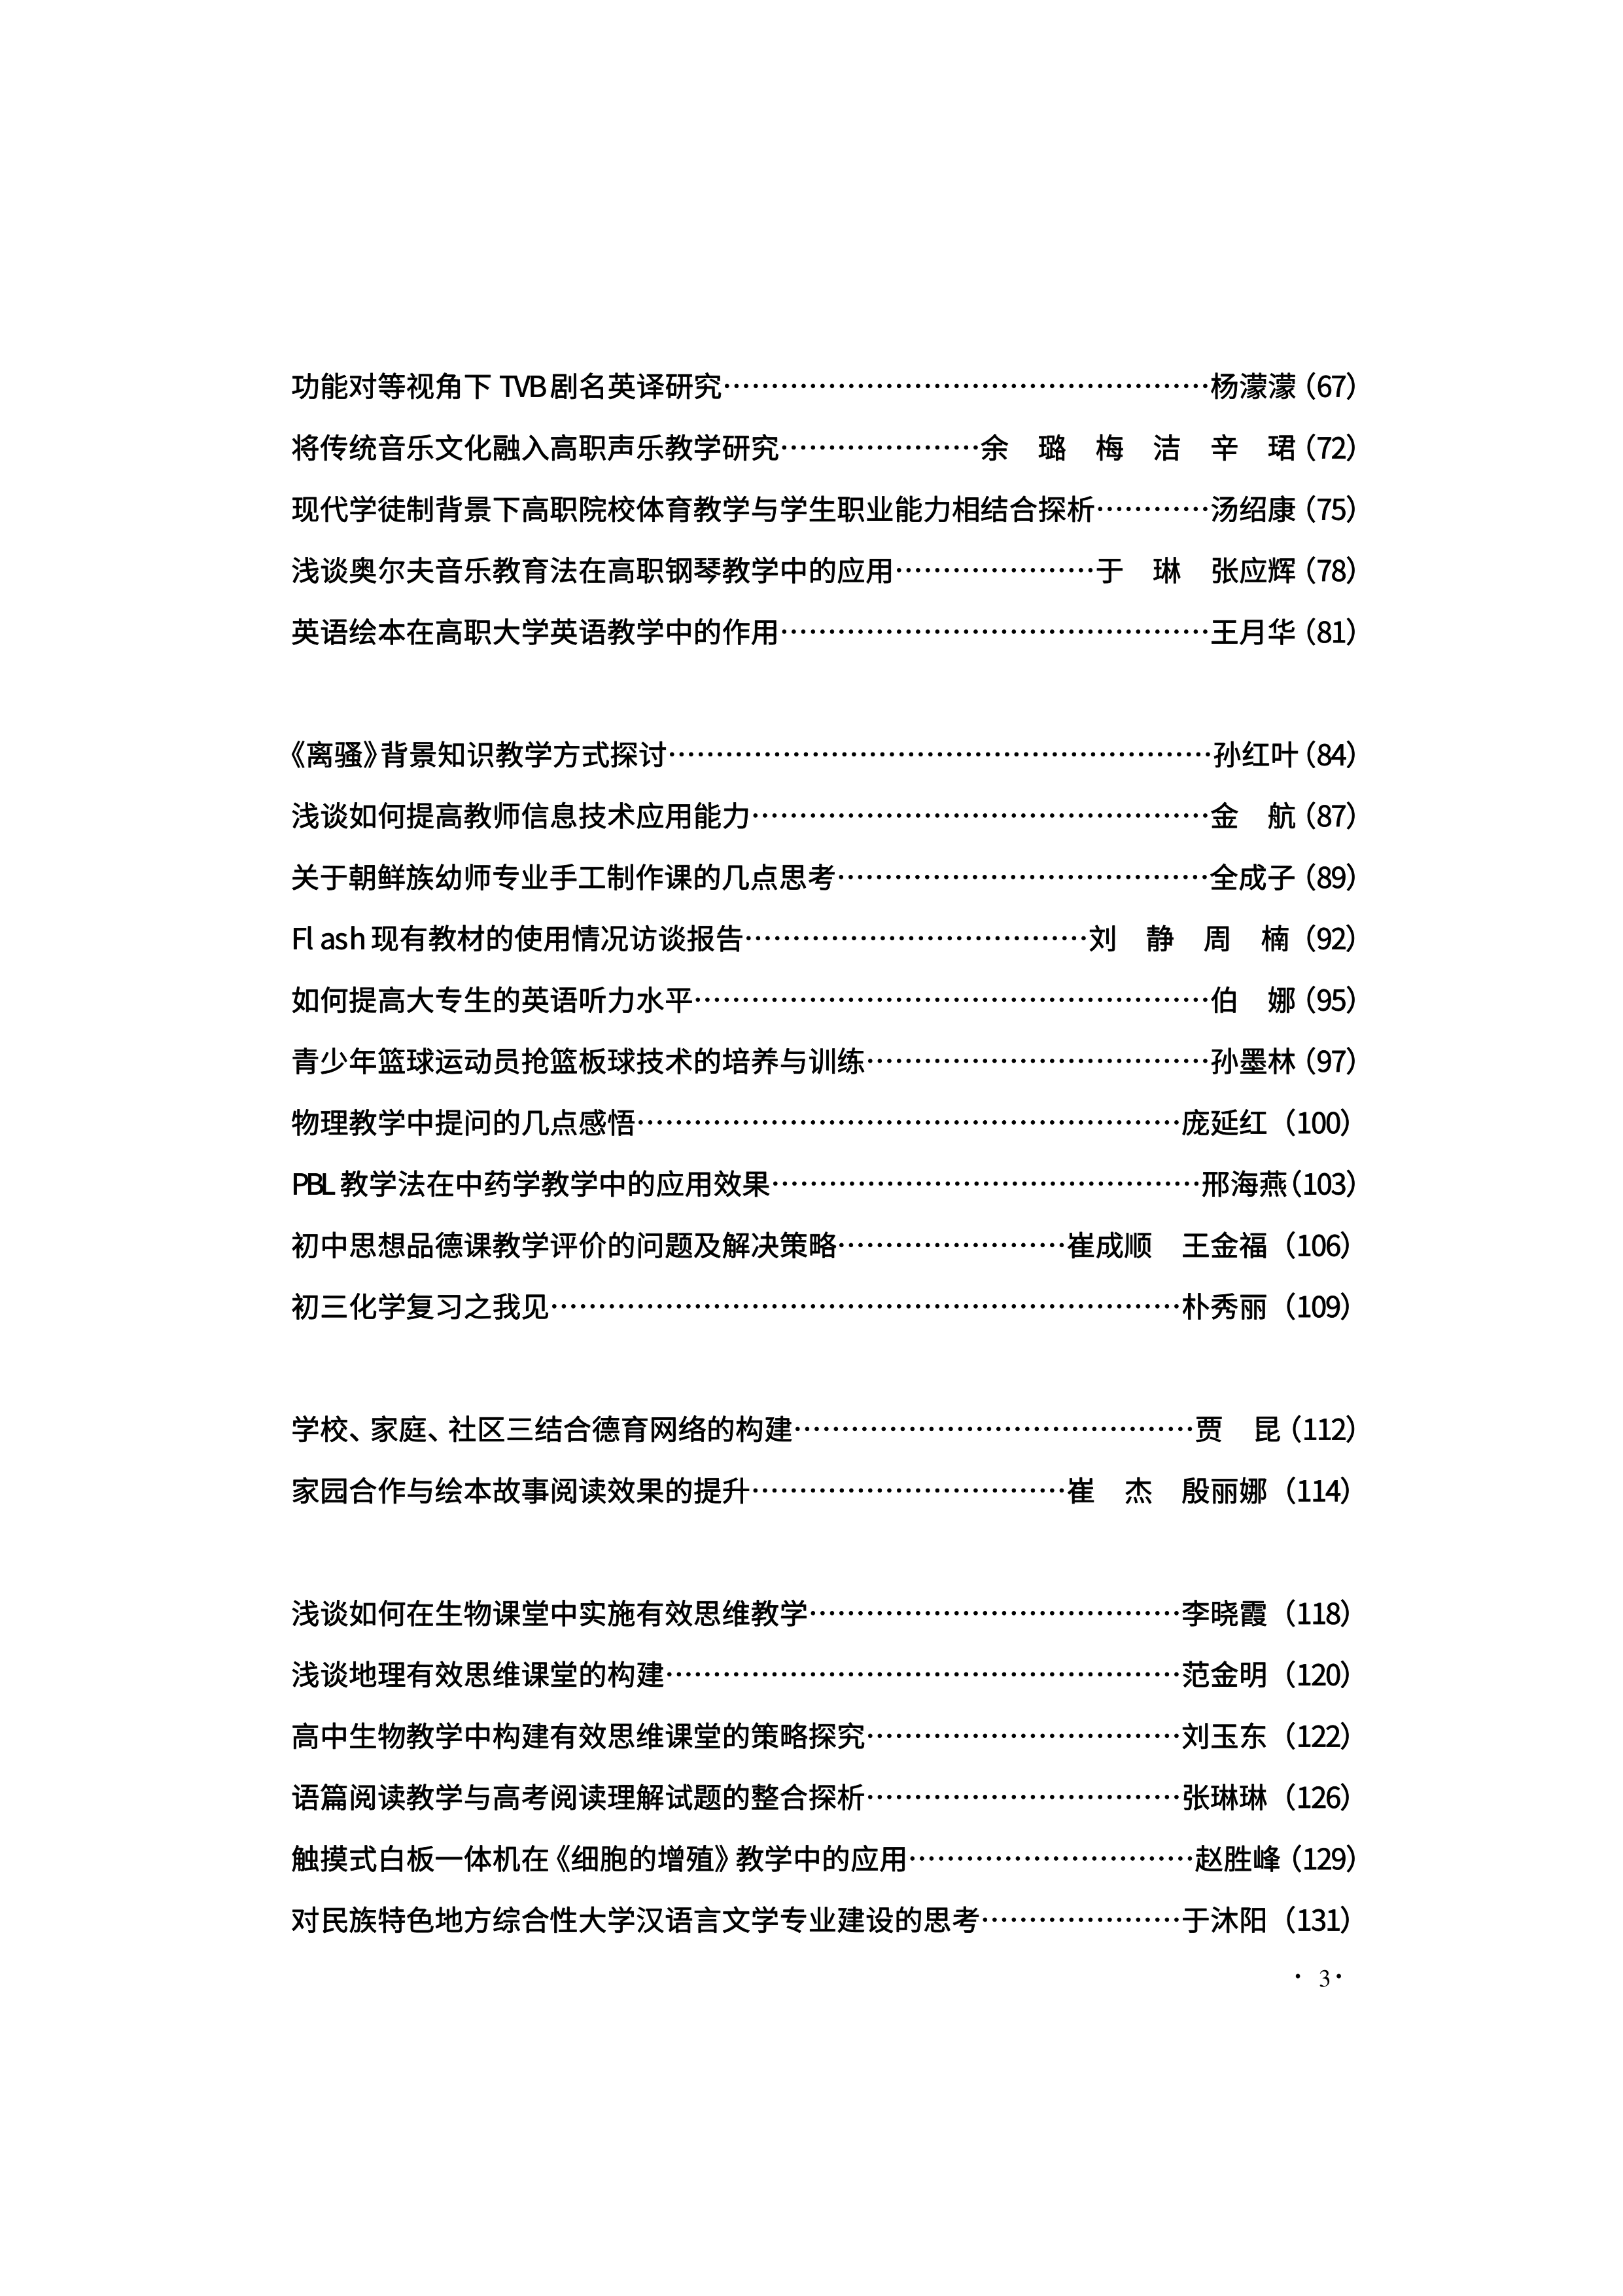 功能对等视角下 TVB 剧名英译研究……………………………………………杨濛濛（67）
将传统音乐文化融入高职声乐教学研究…………………余　璐　梅　洁　辛　珺（72）
现代学徒制背景下高职院校体育教学与学生职业能力相结合探析…………汤绍康（75）
浅谈奥尔夫音乐教育法在高职钢琴教学中的应用…………………于　琳　张应辉（78）
英语绘本在高职大学英语教学中的作用………………………………………王月华（81）
《离骚》背景知识教学方式探讨…………………………………………………孙红叶（84）
浅谈如何提高教师信息技术应用能力…………………………………………金　航（87）
关于朝鲜族幼师专业手工制作课的几点思考…………………………………全成子（89）
Flash 现有教材的使用情况访谈报告………………………………刘　静　周　楠（92）
如何提高大专生的英语听力水平………………………………………………伯　娜（95）
青少年篮球运动员抢篮板球技术的培养与训练………………………………孙墨林（97）
物理教学中提问的几点感悟…………………………………………………庞延红（100）
PBL 教学法在中药学教学中的应用效果………………………………………邢海燕（103）
初中思想品德课教学评价的问题及解决策略……………………崔成顺　王金福（106）
初三化学复习之我见…………………………………………………………朴秀丽（109）
学校、家庭、社区三结合德育网络的构建……………………………………贾　昆（112）
家园合作与绘本故事阅读效果的提升……………………………崔　杰　殷丽娜（114）
浅谈如何在生物课堂中实施有效思维教学…………………………………李晓霞（118）
浅谈地理有效思维课堂的构建………………………………………………范金明（120）
高中生物教学中构建有效思维课堂的策略探究……………………………刘玉东（122）
语篇阅读教学与高考阅读理解试题的整合探析……………………………张琳琳（126）
触摸式白板一体机在《细胞的增殖》教学中的应用…………………………赵胜峰（129）
对民族特色地方综合性大学汉语言文学专业建设的思考…………………于沐阳（131）
· 3 ·